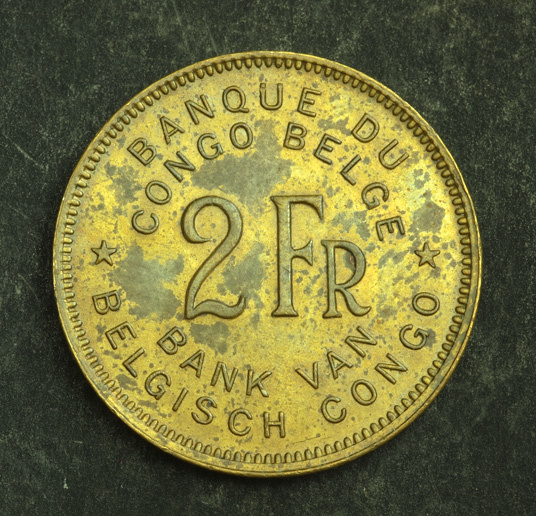 BANQUE DU
CONGO BELGE
2 FR
BANK VAN
BELGISCH CONGO